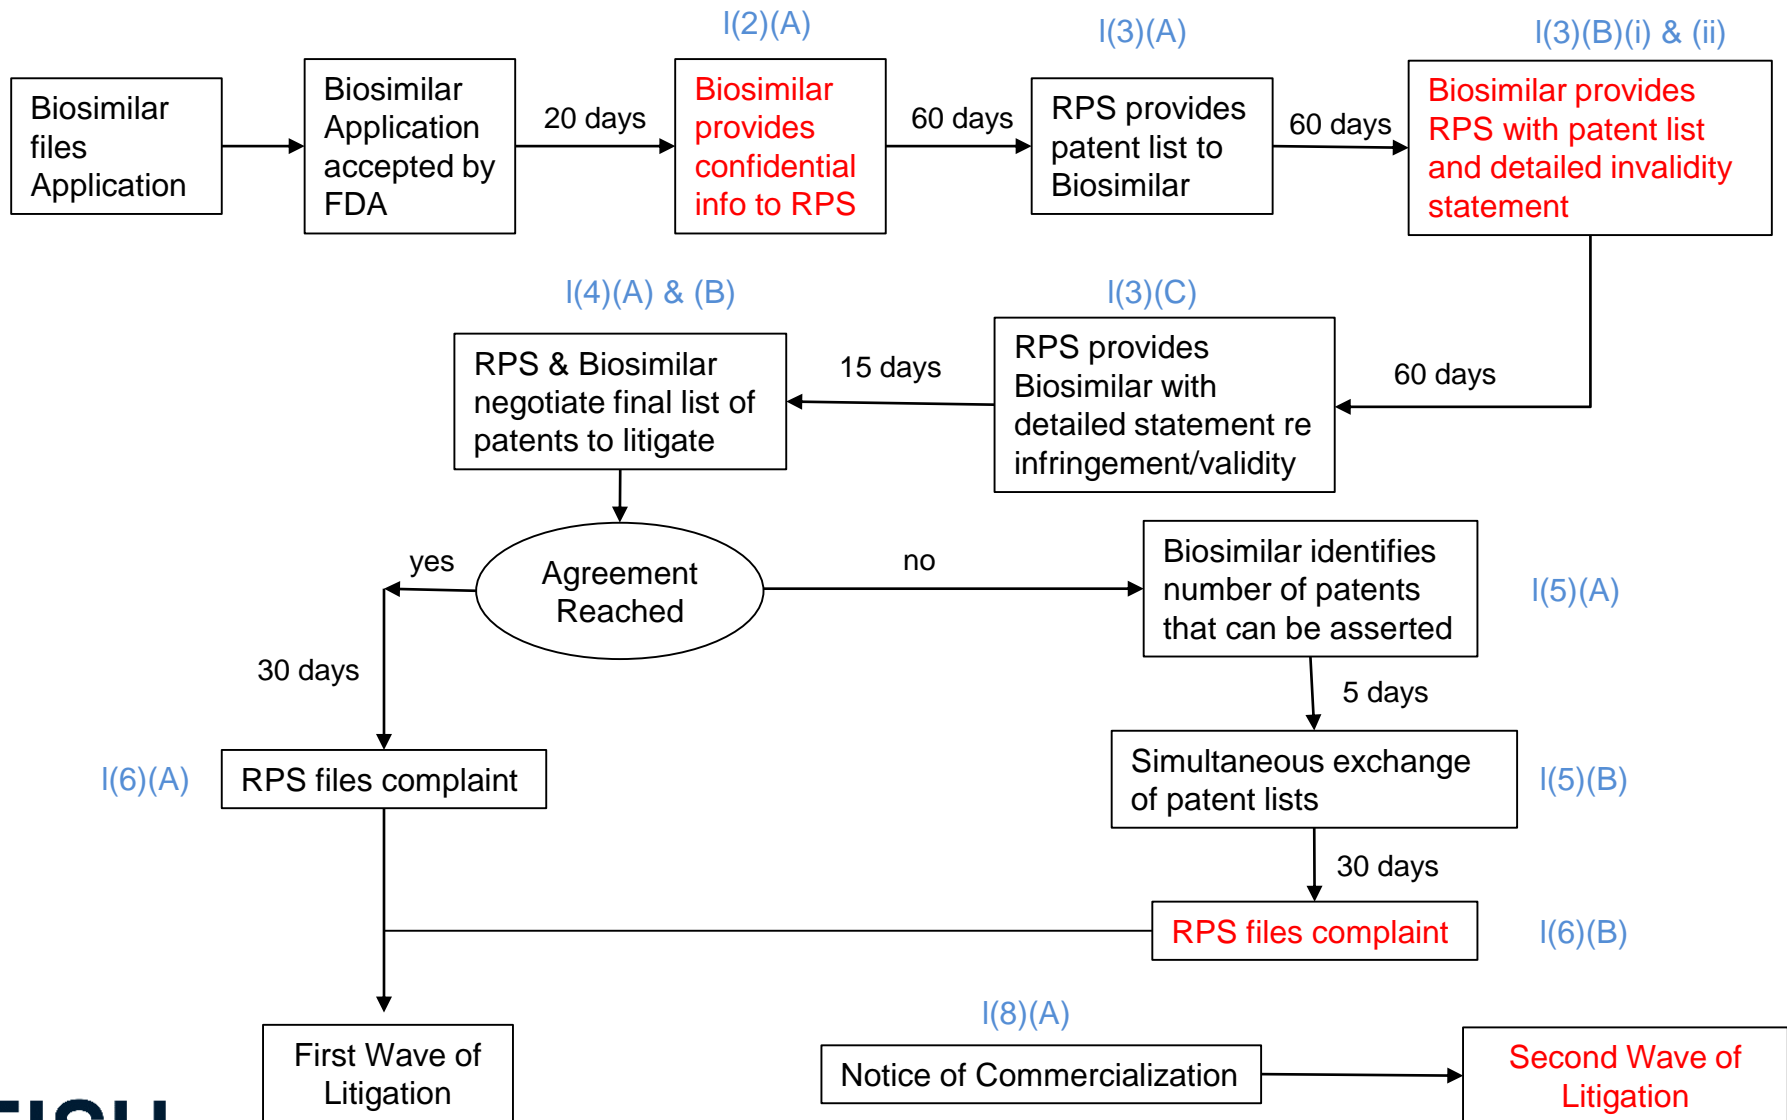 l(2)(A)
l(3)(A)
l(3)(B)(i) & (ii)
Biosimilar
files
Application
Biosimilar
Application
accepted by
FDA
20 days
Biosimilar
provides
confidential
info to RPS
60 days
RPS provides
patent list to
Biosimilar
60 days
Biosimilar provides
RPS with patent list
and detailed invalidity
statement
l(4)(A) & (B)
l(3)(C)
RPS & Biosimilar
negotiate final list of
patents to litigate
15 days
RPS provides
Biosimilar with
detailed statement re
infringement/validity
60 days
yes
Agreement
Reached
no
Biosimilar identifies
number of patents
that can be asserted
l(5)(A)
30 days
5 days
l(6)(A)
RPS files complaint
Simultaneous exchange
of patent lists
l(5)(B)
30 days
RPS files complaint
l(6)(B)
l(8)(A)
First Wave of
Litigation
Notice of Commercialization
Second Wave of
Litigation